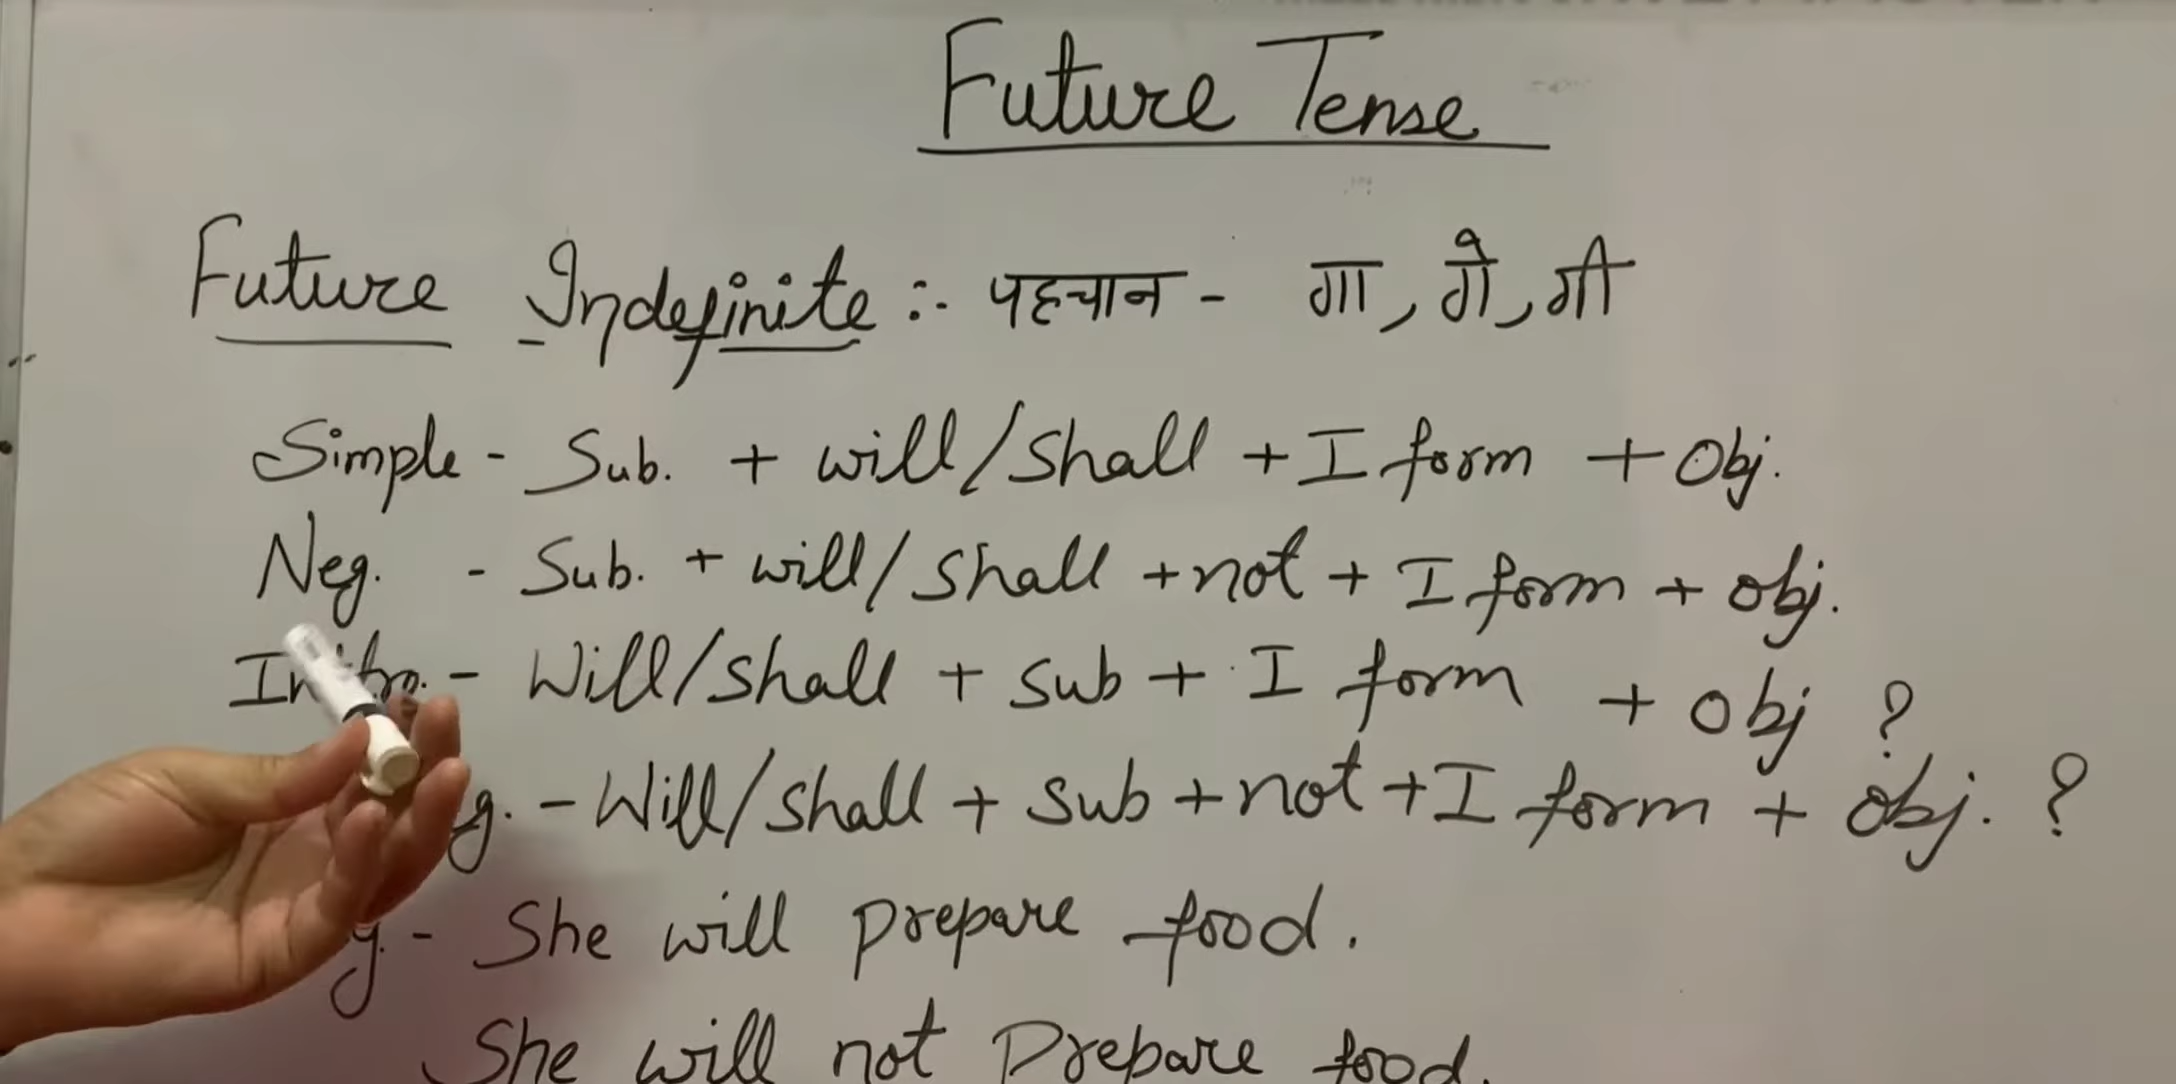 Future Tense
Future Indefinite :- पहचान - गा, गे, गी
Simple - Sub. + will/shall + I form + Obj.
Neg. - Sub. + will/shall + not + I form + obj.
Will/shall + sub + I form + obj ?
- Will/shall + sub + not + I form + obj. ?
- She will prepare food.
She will not prepare food.